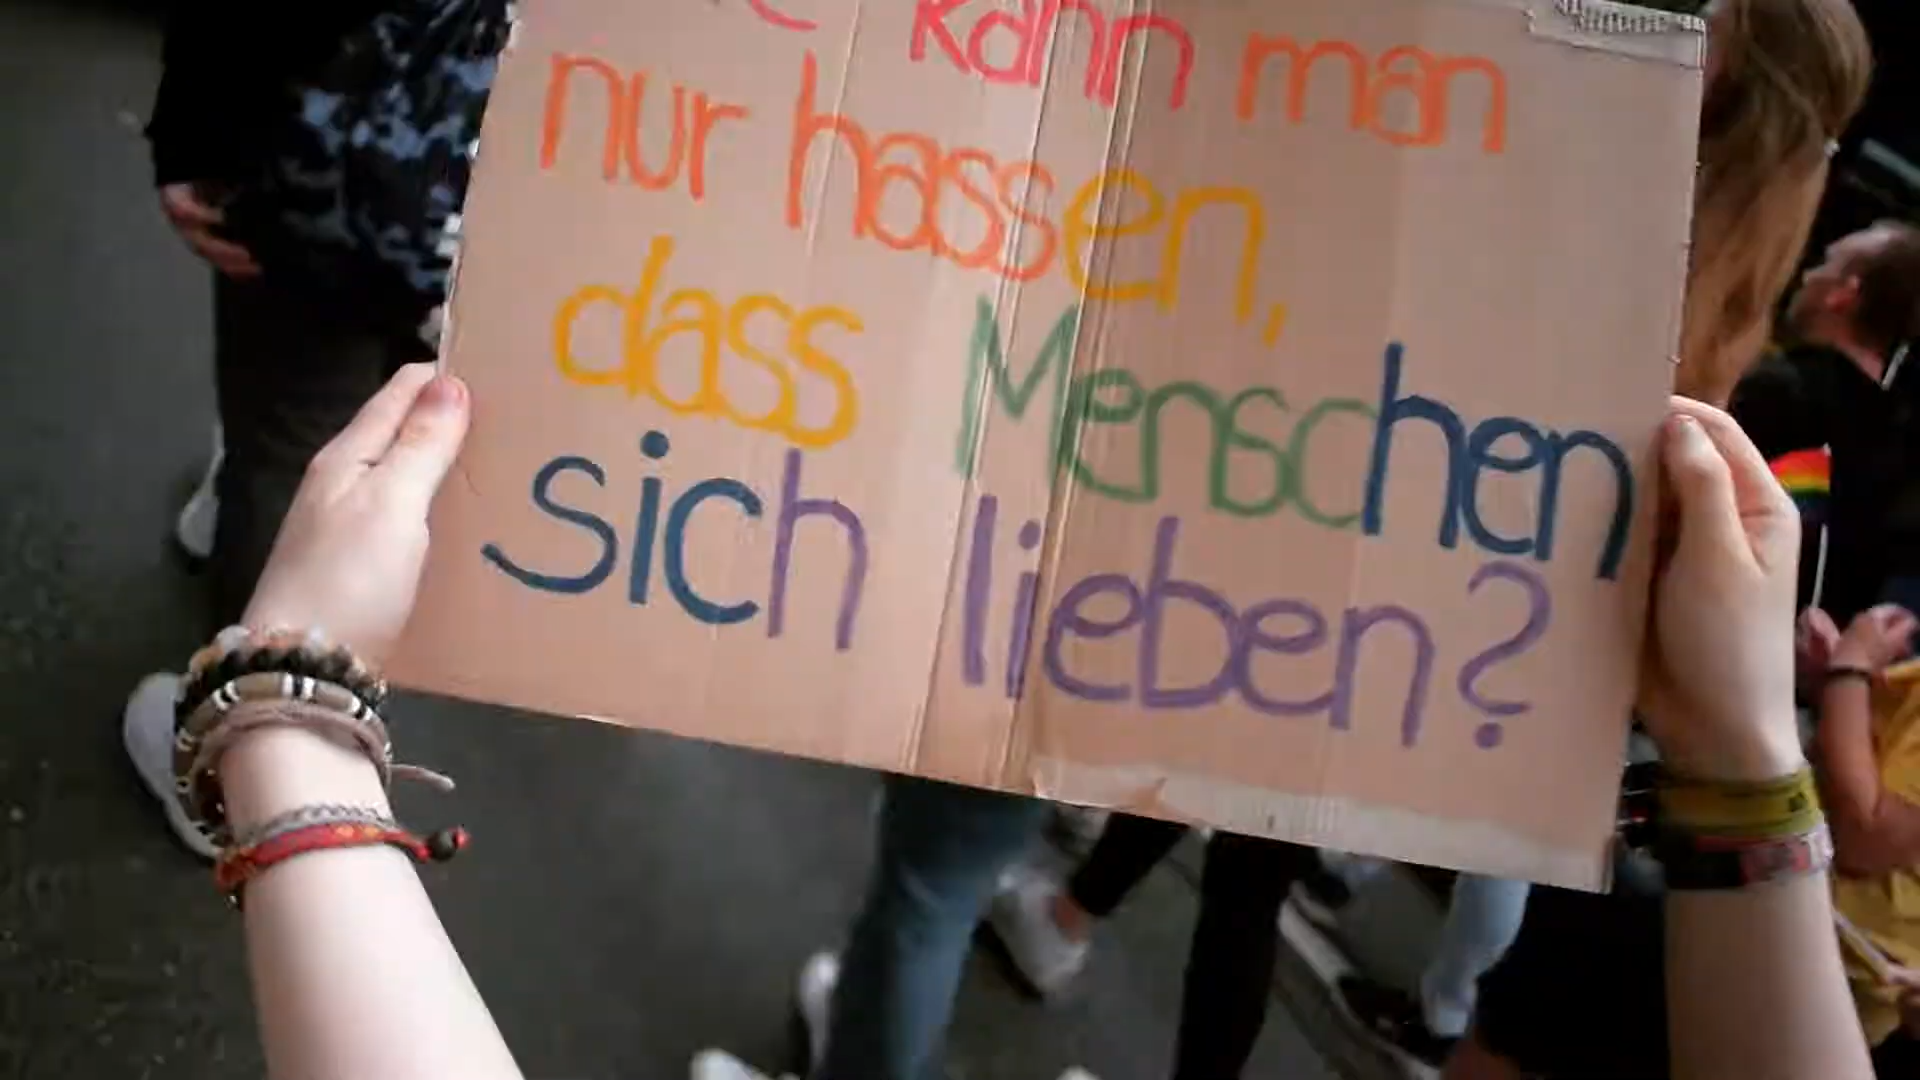 kann man
nur hassen,
dass Menschen
sich lieben?